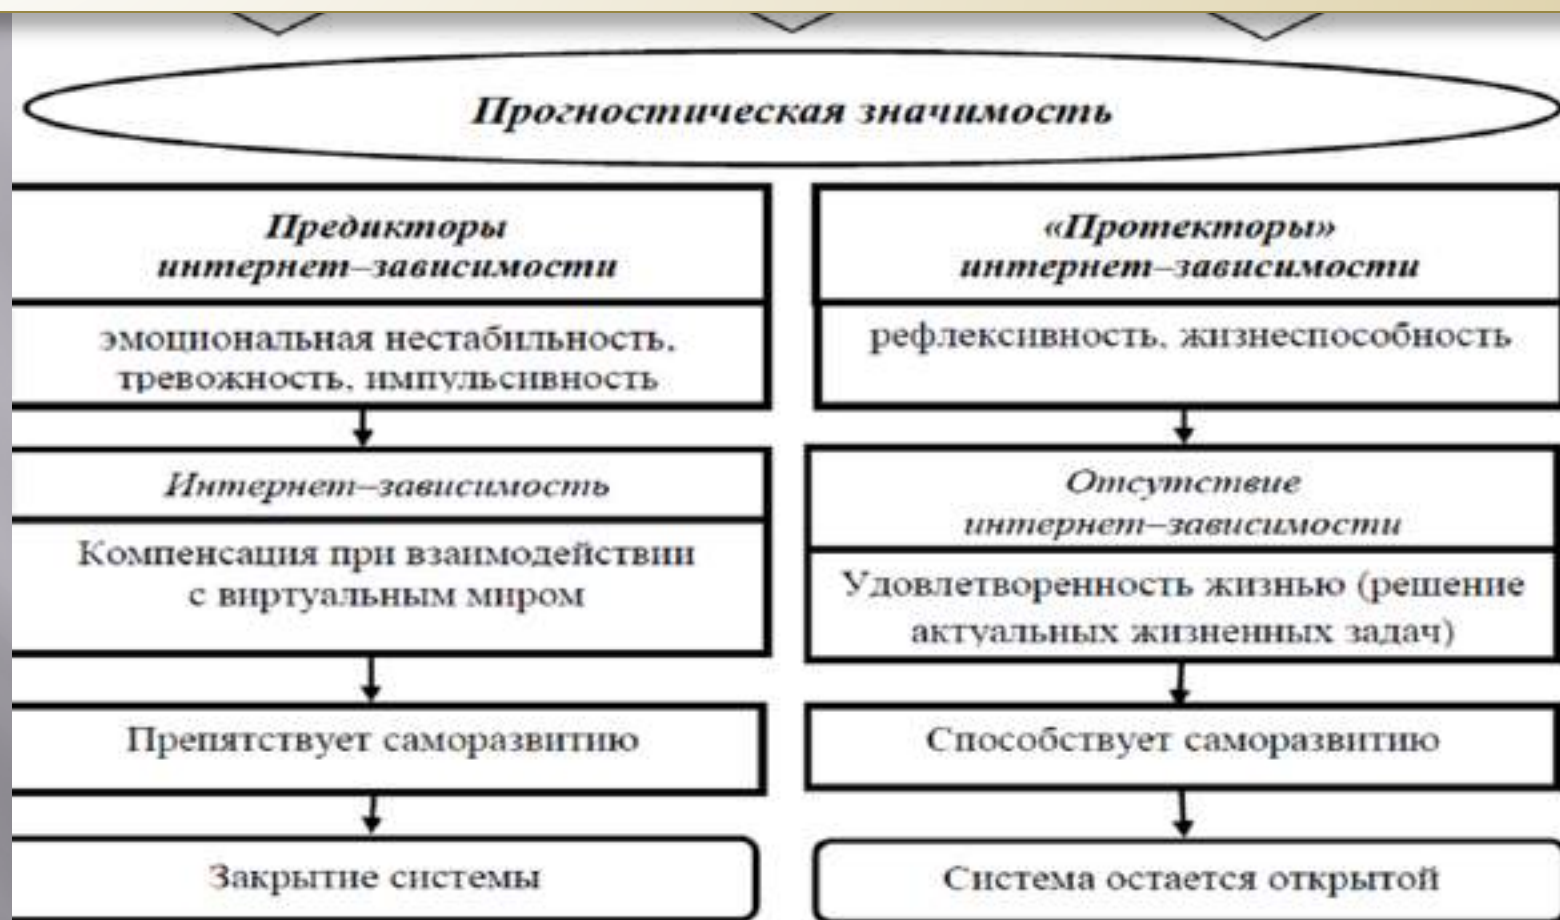 Прогностическая значимость
Предикторы
интернет–зависимости
эмоциональная нестабильность,
тревожность, импульсивность
Интернет–зависимость
Компенсация при взаимодействии
с виртуальным миром
Препятствует саморазвитию
Закрытие системы
«Протекторы»
интернет–зависимости
рефлексивность, жизнеспособность
Отсутствие
интернет–зависимости
Удовлетворенность жизнью (решение
актуальных жизненных задач)
Способствует саморазвитию
Система остается открытой